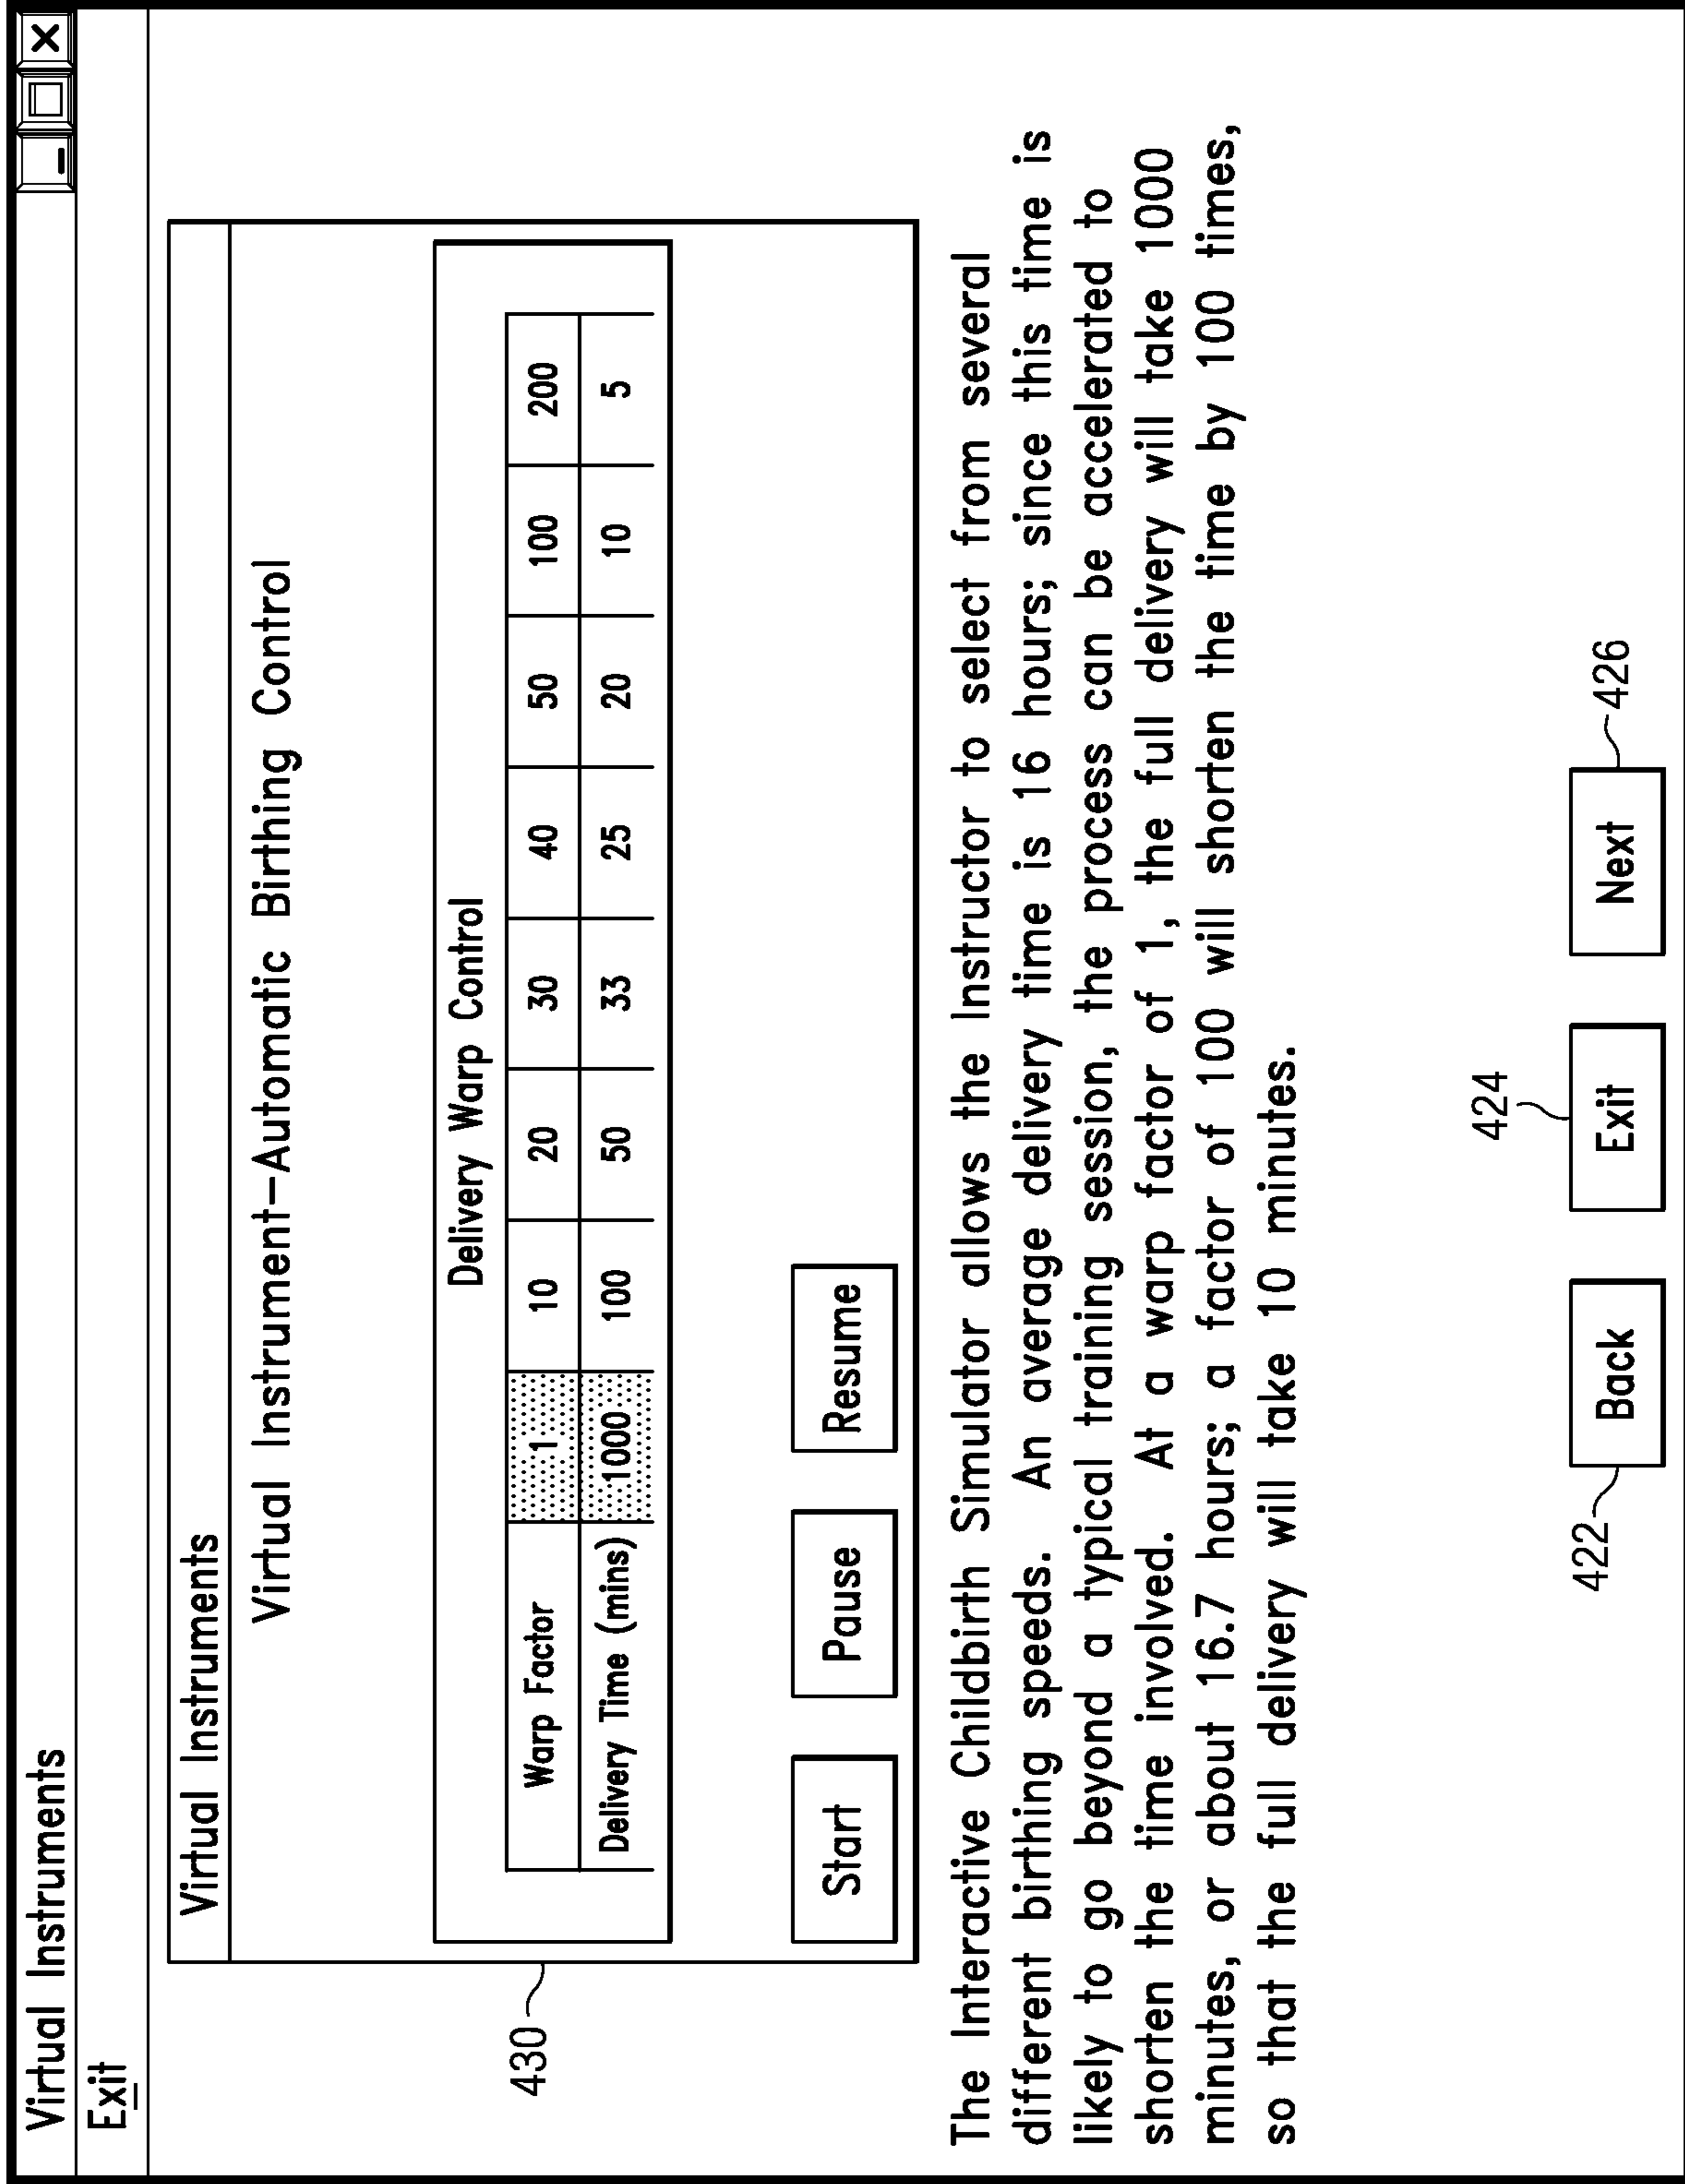 Virtual Instruments
Exit
Virtual Instruments
Virtual Instrument-Automatic Birthing Control
430
Delivery Warp Control
Warp Factor 1 10 20 30 40 50 100 200
Delivery Time (mins) 1000 100 50 33 25 20 10 5
Start Pause Resume
The Interactive Childbirth Simulator allows the Instructor to select from several
different birthing speeds. An average delivery time is 16 hours; since this time is
likely to go beyond a typical training session, the process can be accelerated to
shorten the time involved. At a warp factor of 1, the full delivery will take 1000
minutes, or about 16.7 hours; a factor of 100 will shorten the time by 100 times,
so that the full delivery will take 10 minutes.
424
422 Back Exit Next 426